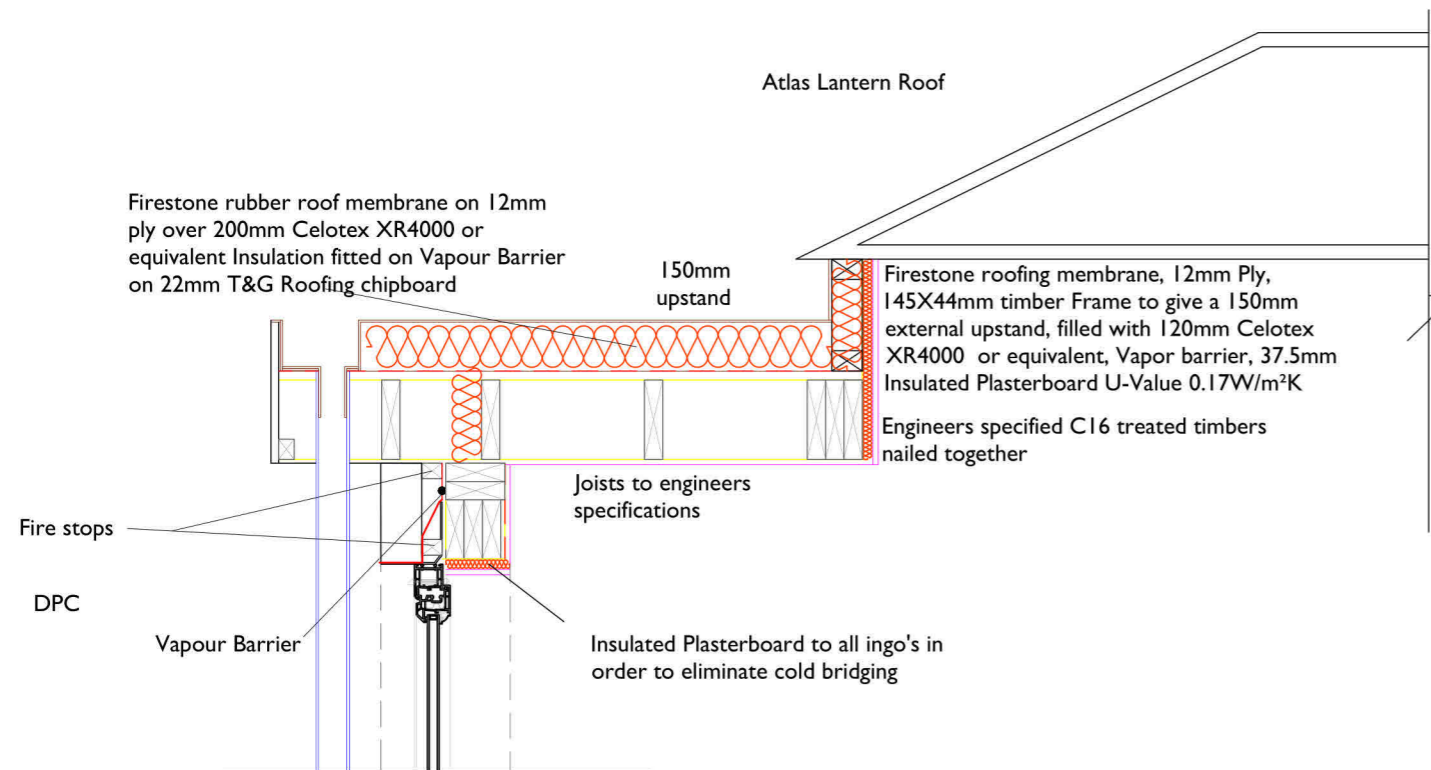 Atlas Lantern Roof
Firestone rubber roof membrane on 12mm
ply over 200mm Celotex XR4000 or
equivalent Insulation fitted on Vapour Barrier
on 22mm T&G Roofing chipboard
150mm
upstand
Firestone roofing membrane, 12mm Ply,
145X44mm timber Frame to give a 150mm
external upstand, filled with 120mm Celotex
XR4000 or equivalent, Vapor barrier, 37.5mm
Insulated Plasterboard U-Value 0.17W/m²K
Engineers specified C16 treated timbers
nailed together
Joists to engineers
specifications
Fire stops
DPC
Vapour Barrier
Insulated Plasterboard to all ingo's in
order to eliminate cold bridging